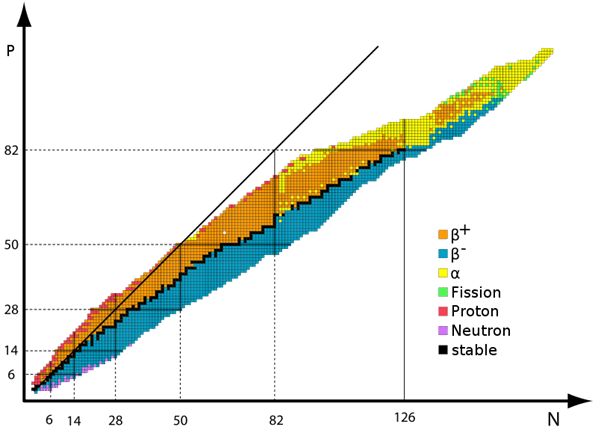 P
82
50
28
14
6
β+
β-
α
Fission
Proton
Neutron
stable
6 14 28 50 82 126 N